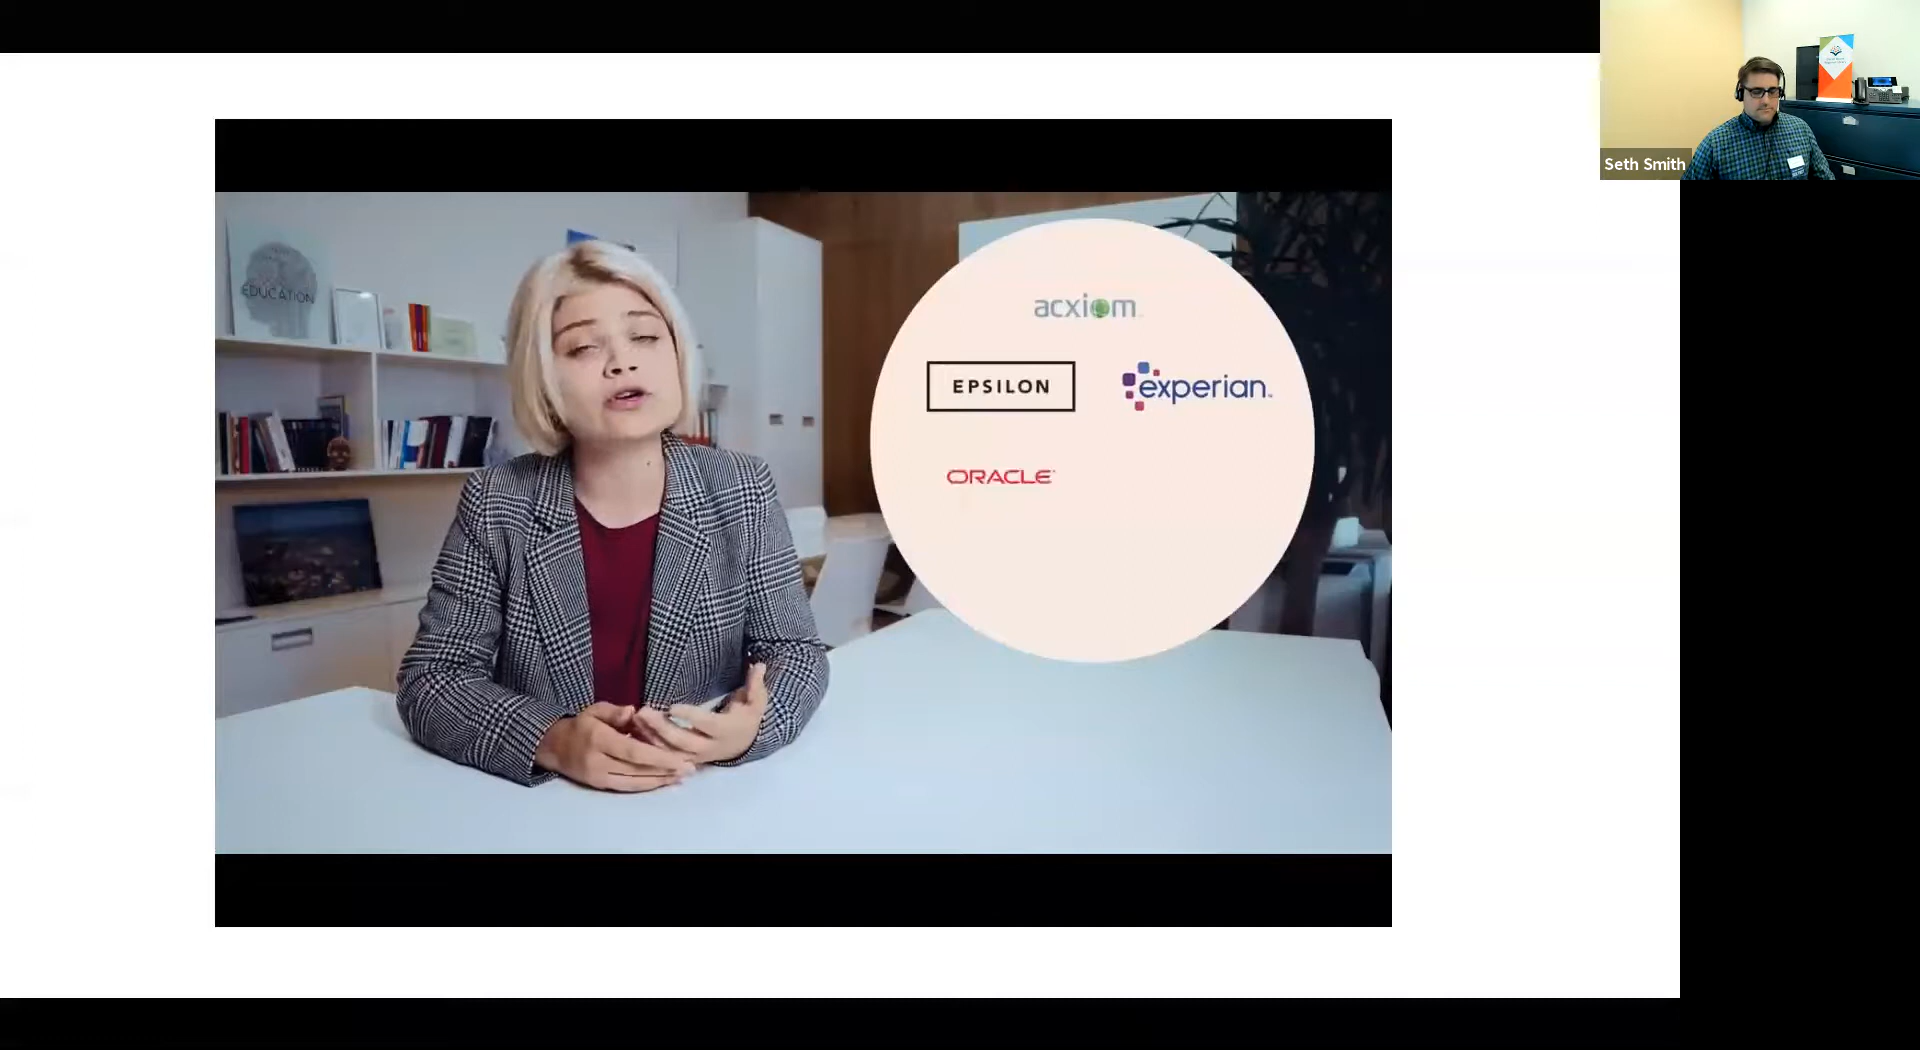 Seth Smith
EDUCATION
acxiom
EPSILON
experian
ORACLE